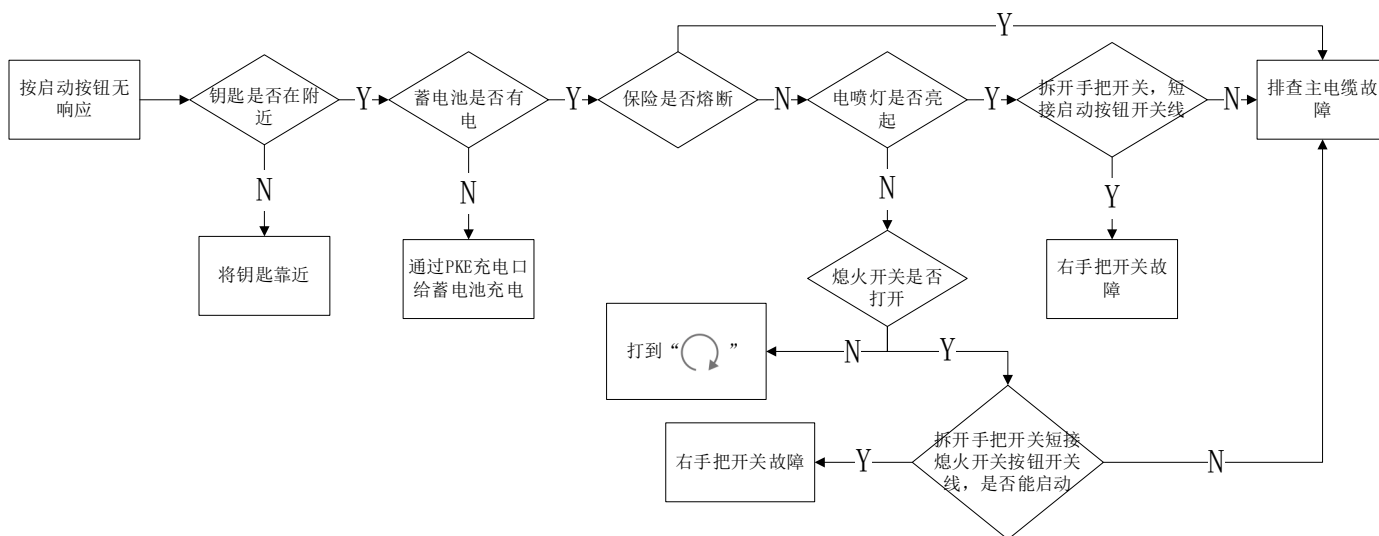 Y
按启动按钮无
响应
钥匙是否在附
近
Y
蓄电池是否有
电
Y
保险是否熔断
N
电喷灯是否亮
起
Y
拆开手把开关，短
接启动按钮开关线
N
排查主电缆故
障
N
N
N
Y
将钥匙靠近
通过PKE充电口
给蓄电池充电
熄火开关是否
打开
右手把开关故
障
打到“ ”
N
Y
右手把开关故障
Y
拆开手把开关短接
熄火开关按钮开关
线，是否能启动
N